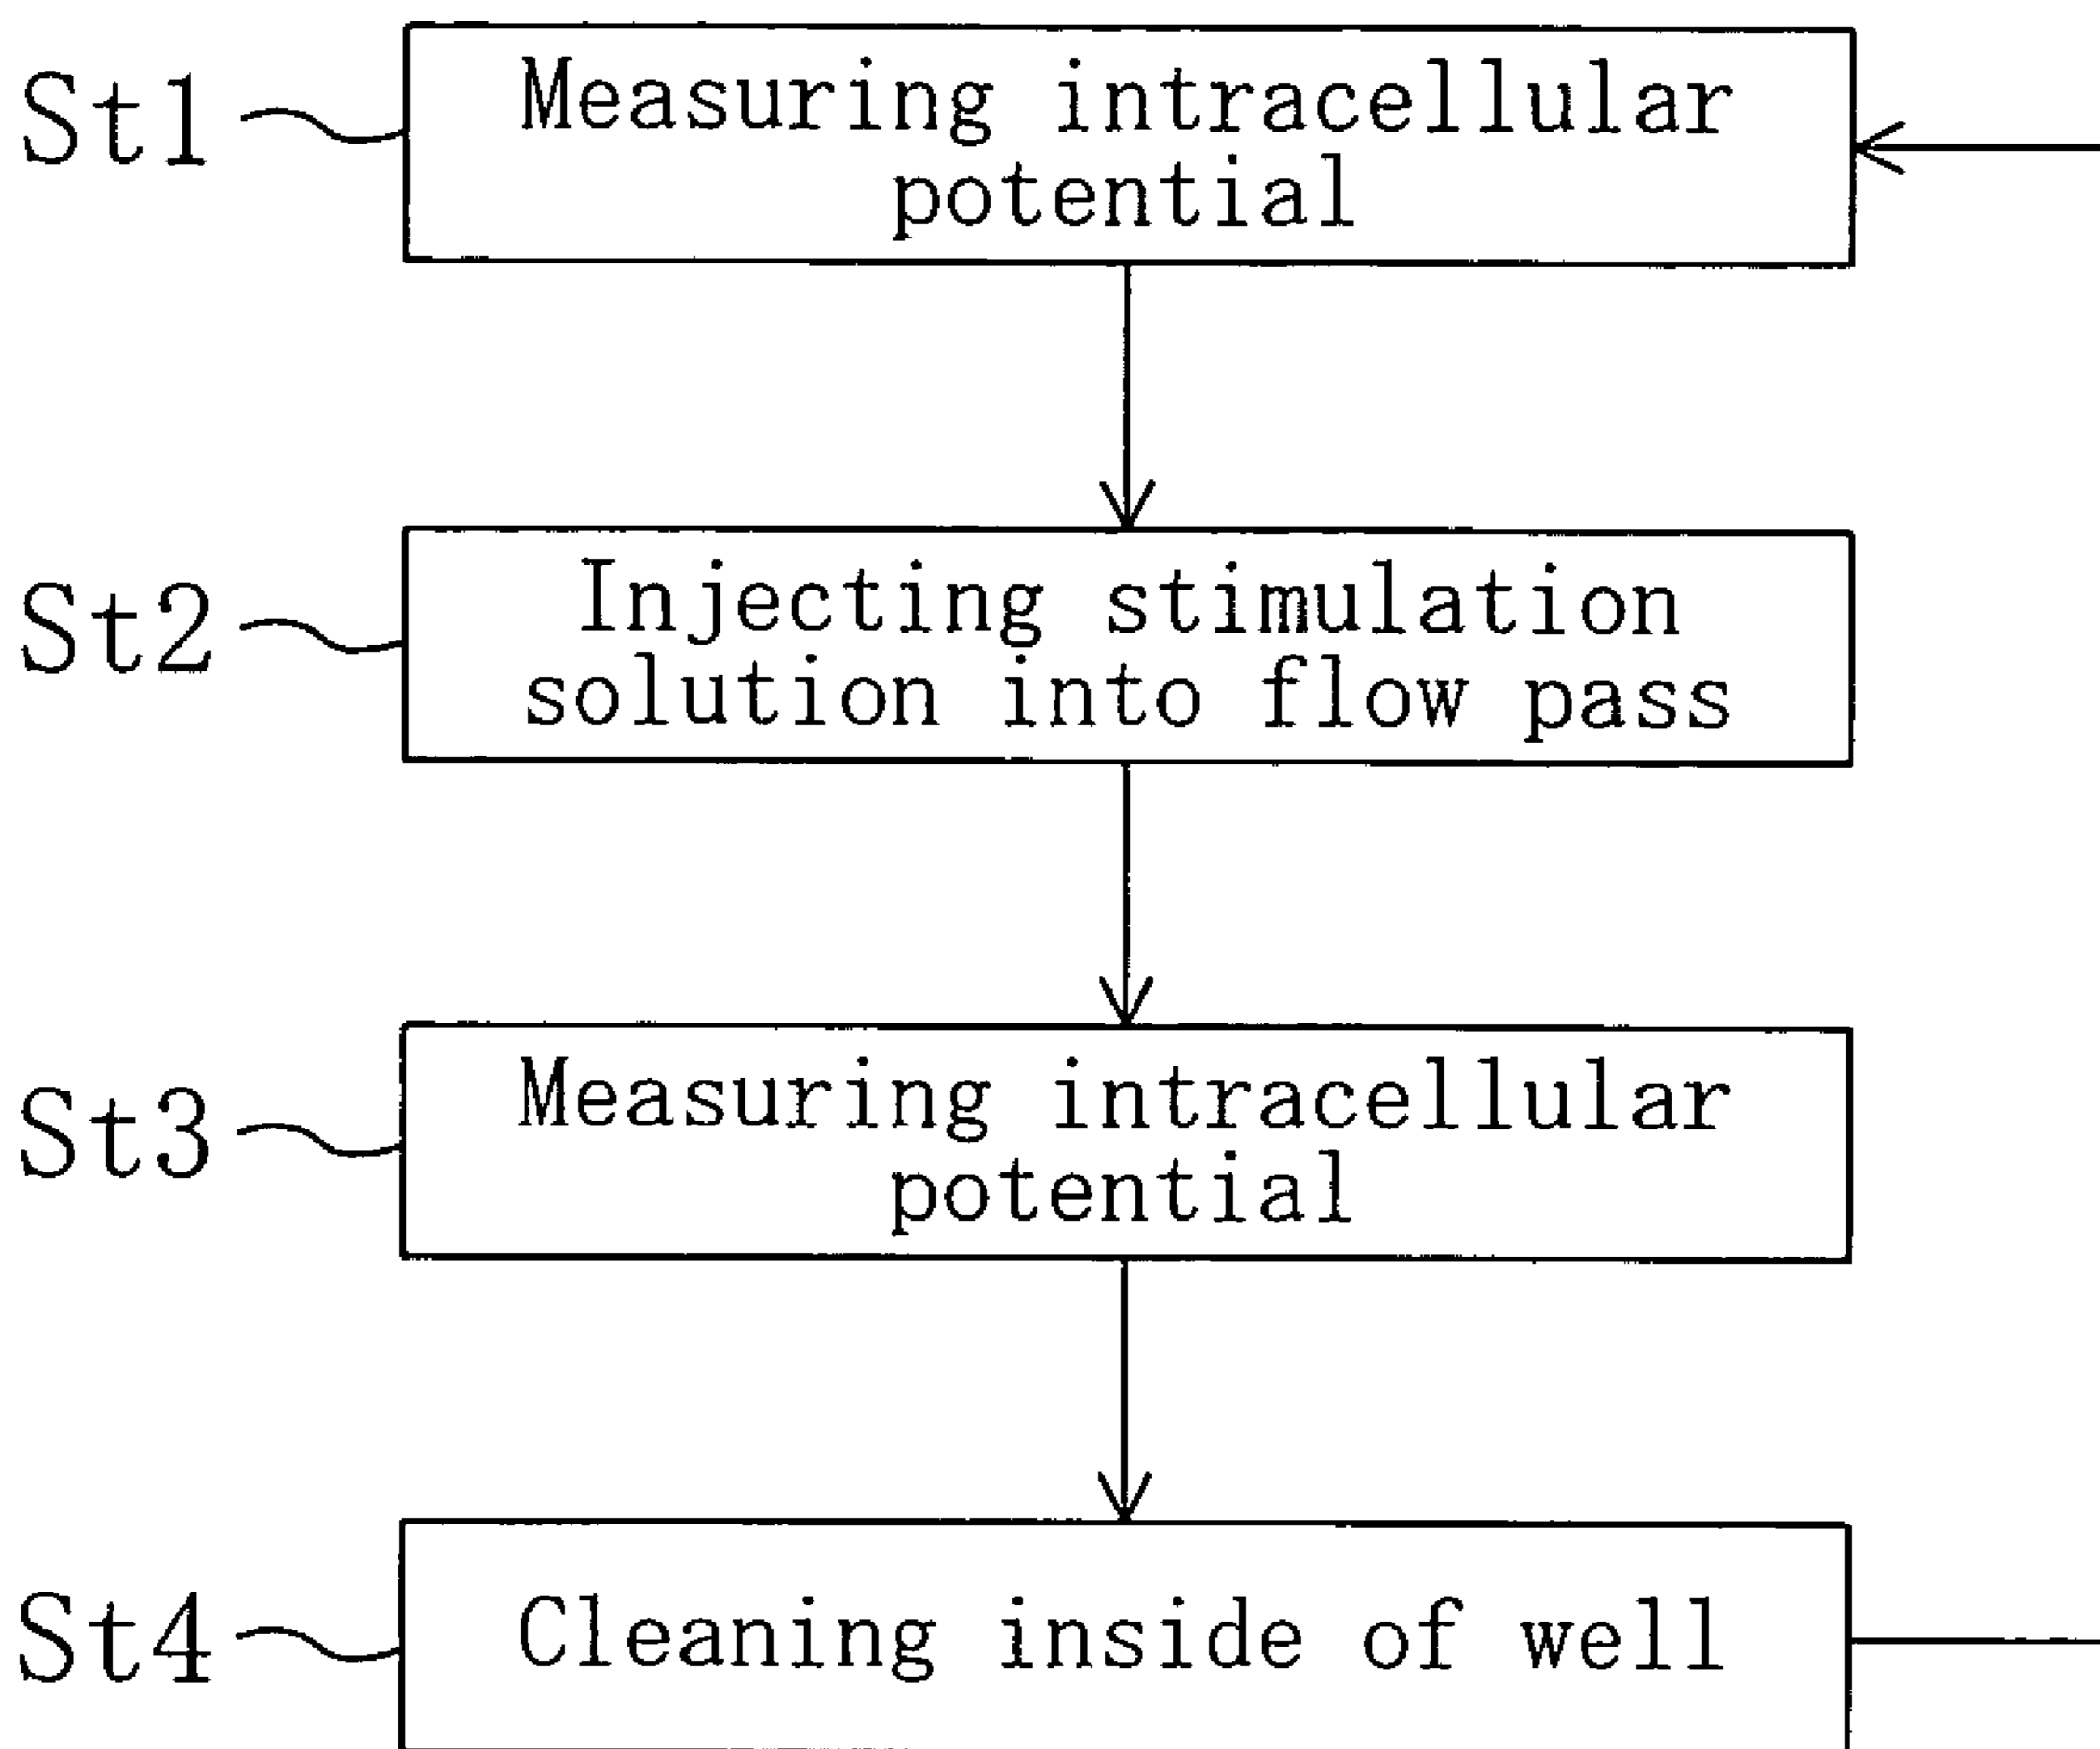 St1
Measuring intracellular
potential
St2
Injecting stimulation
solution into flow pass
St3
Measuring intracellular
potential
St4
Cleaning inside of well